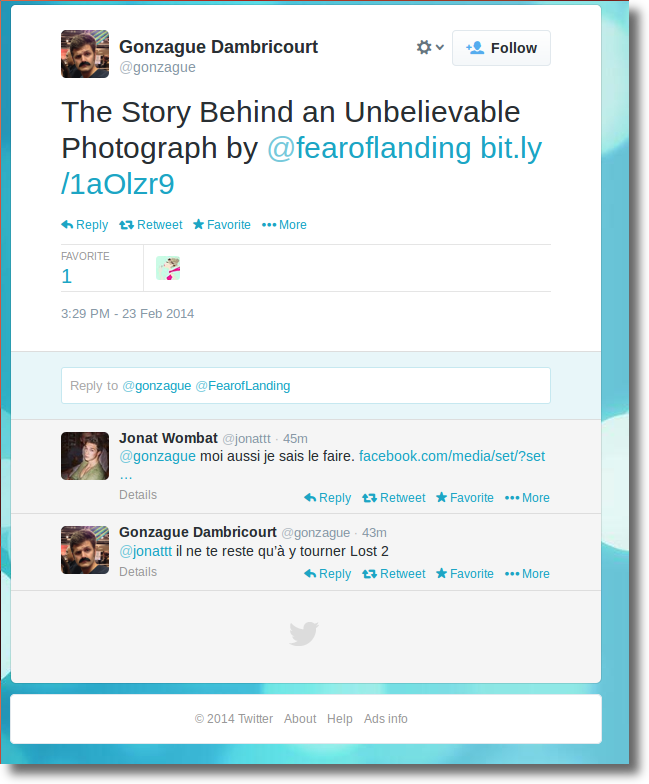 Gonzague Dambricourt
Follow
@gonzague
The Story Behind an Unbelievable
Photograph by @fearoflanding bit.ly
/1aOlzr9
Reply Retweet Favorite More
FAVORITE
1
3:29 PM - 23 Feb 2014
Reply to @gonzague @FearofLanding
Jonat Wombat @jonattt · 45m
@gonzague moi aussi je sais le faire. facebook.com/media/set/?set
…
Details Reply Retweet Favorite More
Gonzague Dambricourt @gonzague · 43m
@jonattt il ne te reste qu'à y tourner Lost 2
Details Reply Retweet Favorite More
© 2014 Twitter About Help Ads info